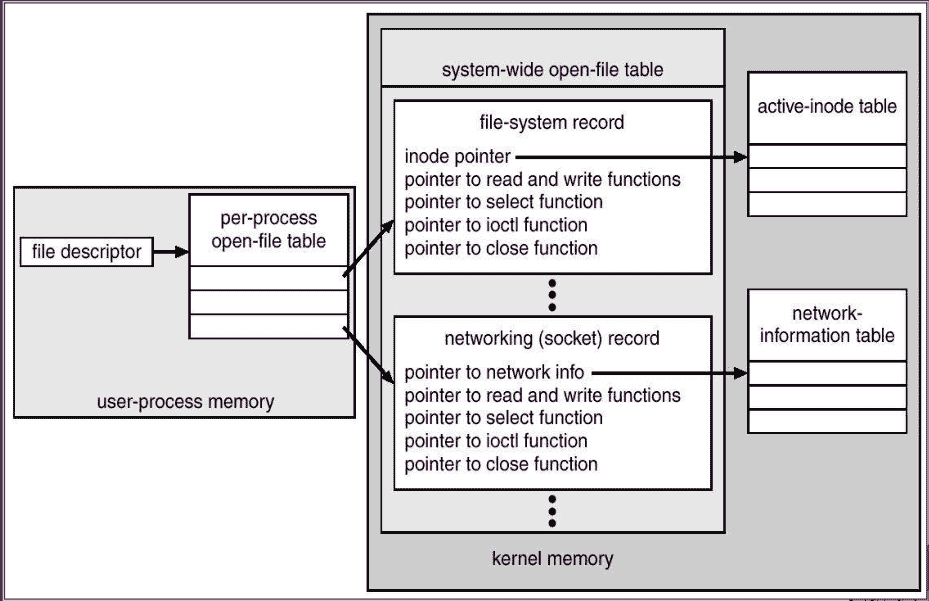 system-wide open-file table
file-system record
inode pointer
pointer to read and write functions
pointer to select function
pointer to ioctl function
pointer to close function
active-inode table
file descriptor
per-process
open-file table
user-process memory
networking (socket) record
pointer to network info
pointer to read and write functions
pointer to select function
pointer to ioctl function
pointer to close function
network-
information table
kernel memory